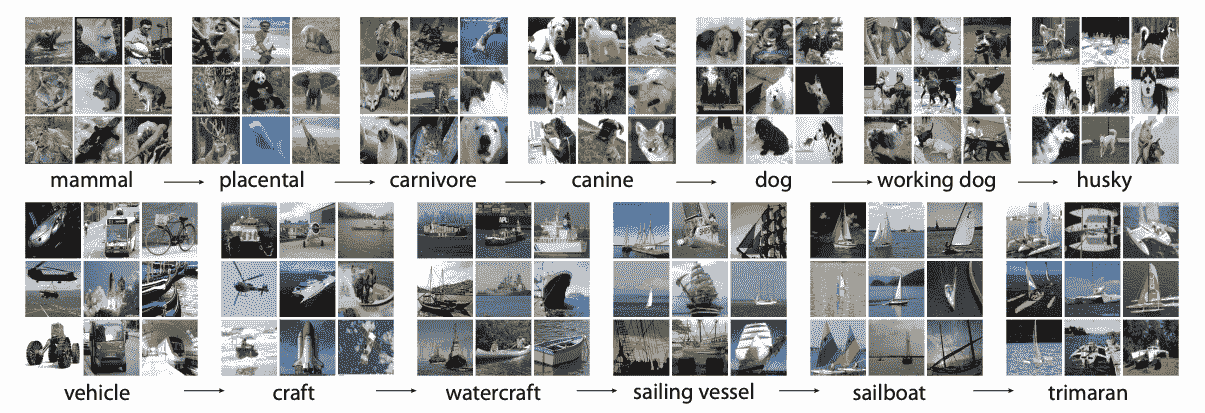 mammal → placental → carnivore → canine → dog → working dog → husky
vehicle → craft → watercraft → sailing vessel → sailboat → trimaran